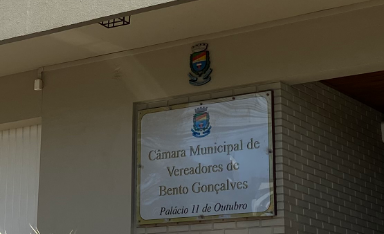 Câmara Municipal de
Vereadores de
Bento Gonçalves
Palácio 11 de Outubro